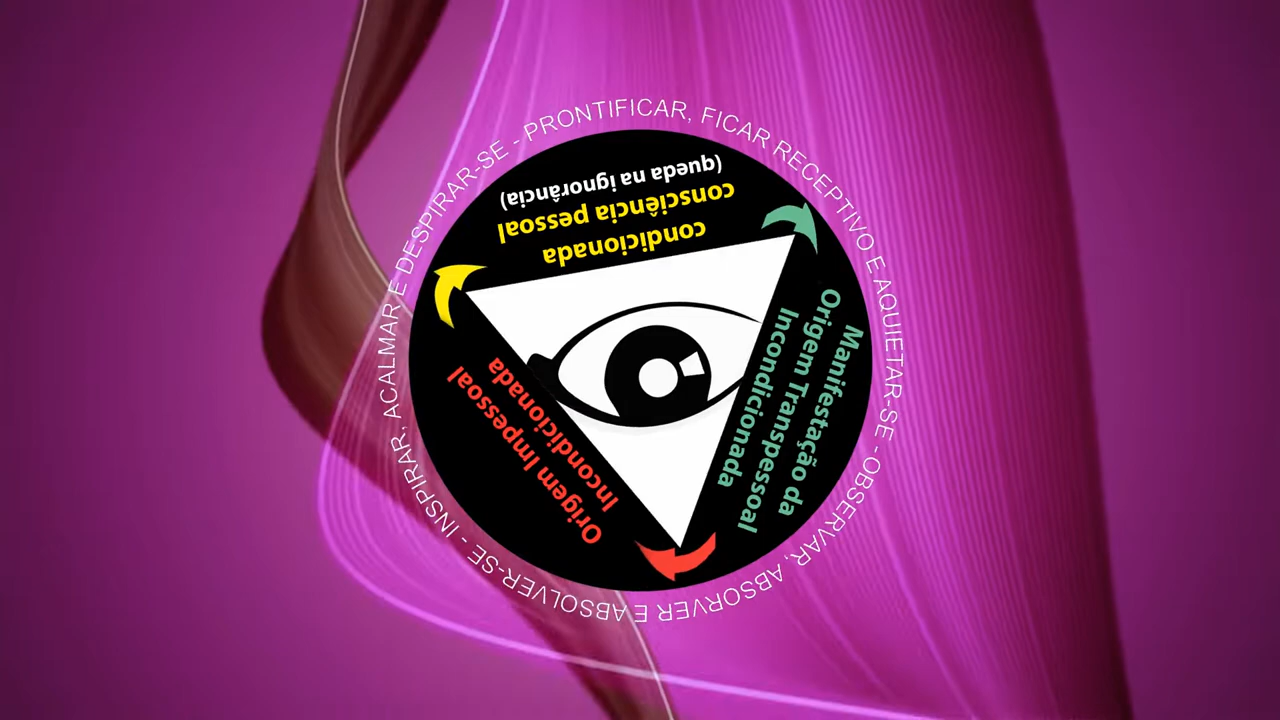 PRONTIFICAR, FICAR RECEPTIVO E AQUIETAR-SE - OBSERVAR, ABSORVER E ABSOLVER-SE - INSPIRAR, ACALMAR E DESPIRAR-SE -
condicionada
consciência pessoal
(queda na ignorância)
Manifestação da
Origem Transpessoal
Incondicionada
Origem Impessoal
Incondicionada